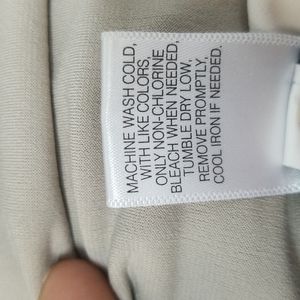 MACHINE WASH COLD,
WITH LIKE COLORS,
ONLY NON-CHLORINE
BLEACH WHEN NEEDED,
TUMBLE DRY LOW,
REMOVE PROMPTLY,
COOL IRON IF NEEDED.